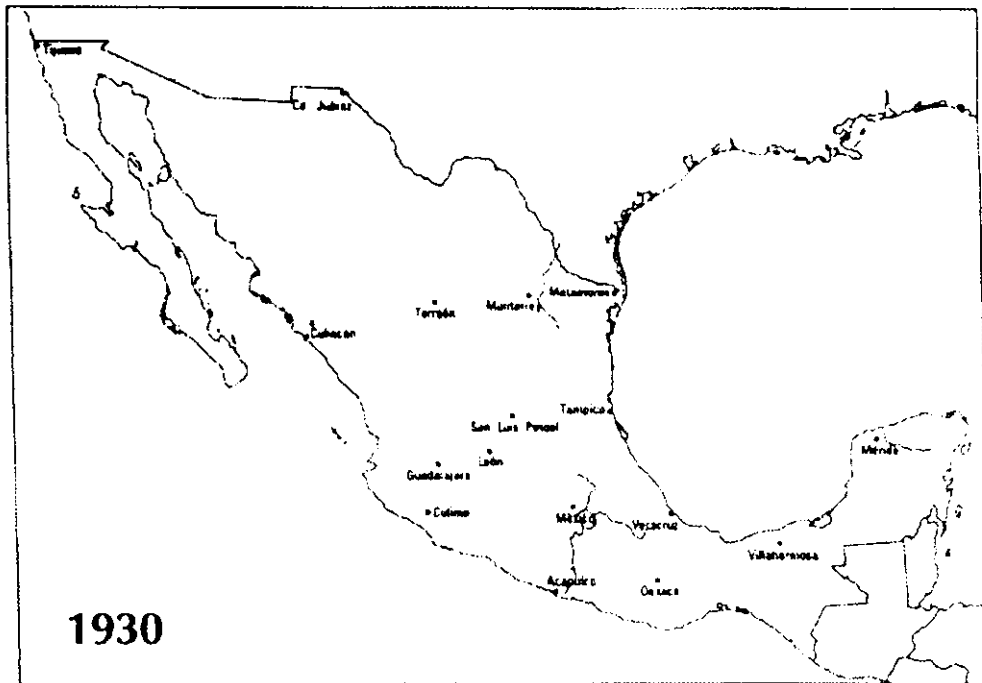 Tijuana
Cd. Juárez
Matamoros
Monterrey
Torreón
Culiacán
Tampico
San Luis Potosí
León
Guadalajara
Mérida
Colima
México
Veracruz
Villahermosa
Acapulco
Oaxaca
1930